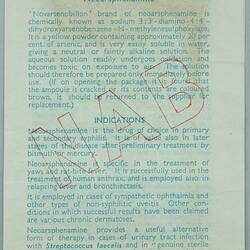 Neoarsphenamine
'Novarsenobillon' brand of neoarsphenamine is
chemically known as sodium 3 : 3'-diamino-4 : 4'-
dihydroxyarsenobenzene-N-methylenesulphoxylate.
It is a yellow powder containing approximately 20 per
cent. of arsenic, and is very easily soluble in water,
giving a neutral or faintly alkaline solution. The
aqueous solution readily undergoes oxidation and
becomes toxic on exposure to air. The solution
should therefore be prepared only immediately before
use. (If on opening the package it is found that
the ampoule is cracked, or its contents are coloured
brown, it should be returned to the supplier for
replacement.)
INDICATIONS
Neoarsphenamine is the drug of choice in primary
and secondary syphilis. It is of value also in later
stages of the disease after preliminary treatment by
bismuth or mercury.
Neoarsphenamine is specific in the treatment of
yaws and rat-bite fever. It is successfully used in the
treatment of human anthrax, and is employed also in
relapsing fever and bronchiectasis.
It is employed in cases of sympathetic ophthalmia and
other types of non-syphilitic uveitis. Other con-
ditions in which successful results have been claimed
are various chronic dermatoses.
Neoarsphenamine provides a useful alternative
form of therapy in cases of urinary tract infection
with Streptococcus faecalis and in genuine sterile
NAB